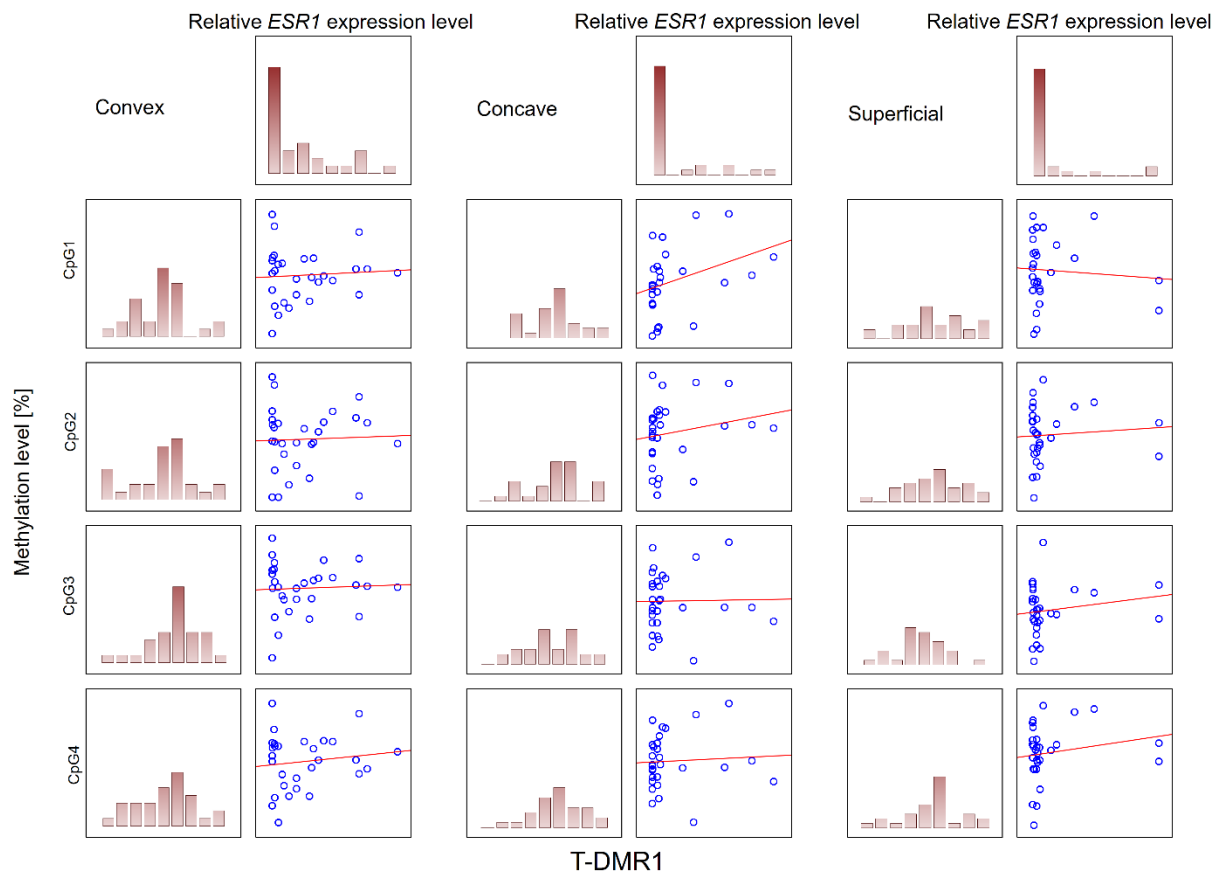 Relative ESR1 expression level
Relative ESR1 expression level
Relative ESR1 expression level
Convex
Concave
Superficial
CpG1
CpG2
CpG3
CpG4
Methylation level [%]
T-DMR1